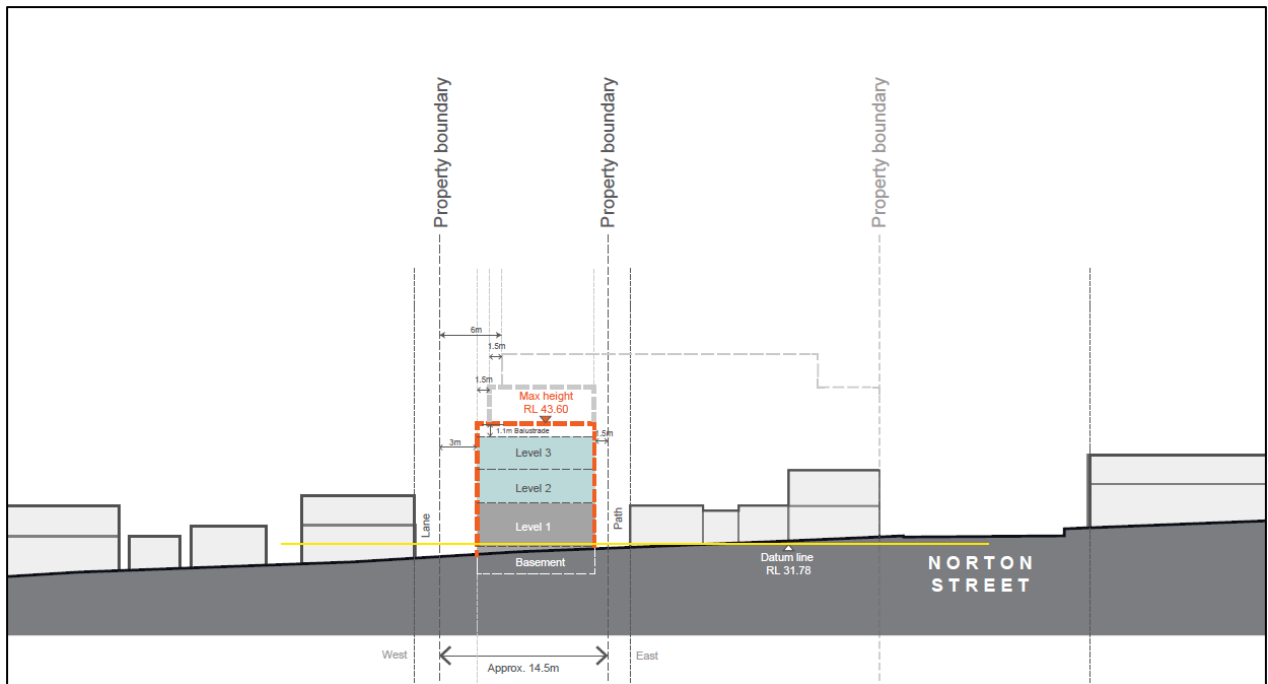 Property boundary
Property boundary
Property boundary
6m
1.5m
1.5m
Max height
RL 43.60
1.1m Balustrade
1.5m
3m
Level 3
Level 2
Level 1
Lane
Path
Basement
Datum line
RL 31.78
NORTON
STREET
West
East
Approx. 14.5m